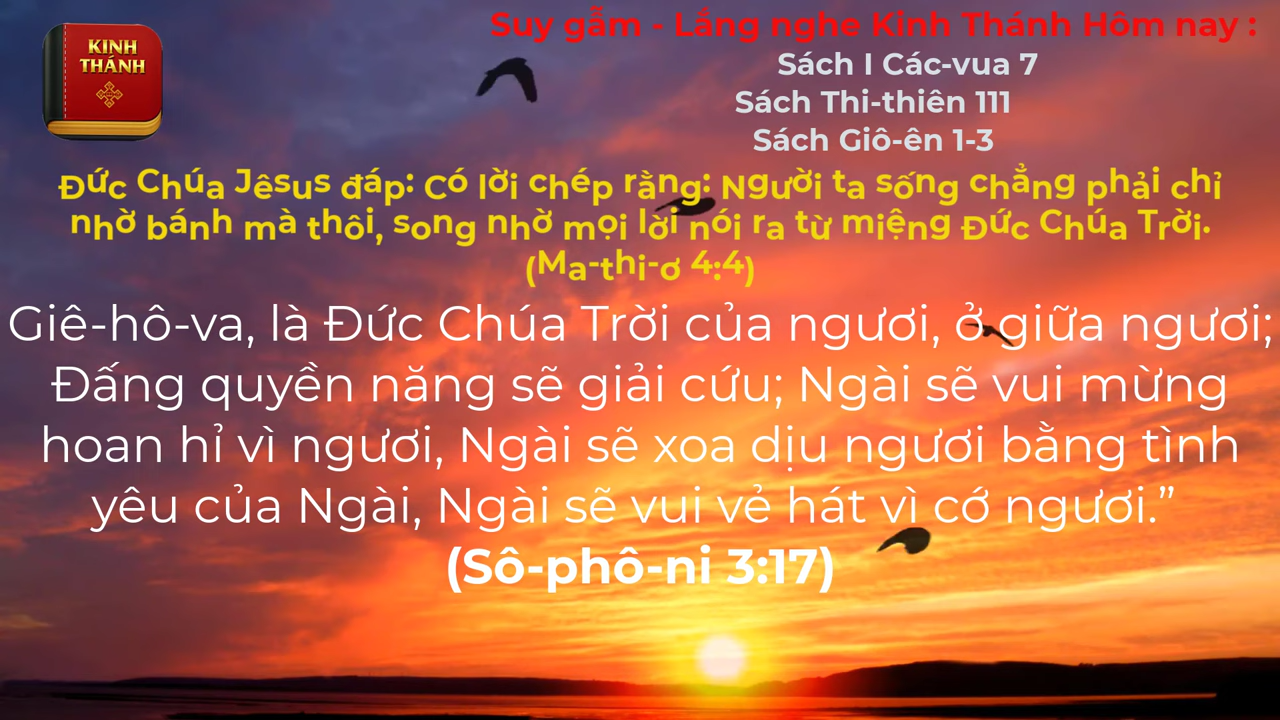 KINH
THÁNH
Suy gẫm - Lắng nghe Kinh Thánh Hôm nay :
Sách I Các-vua 7
Sách Thi-thiên 111
Sách Giô-ên 1-3
Đức Chúa Jêsus đáp: Có lời chép rằng: Người ta sống chẳng phải chỉ
nhờ bánh mà thôi, song nhờ mọi lời nói ra từ miệng Đức Chúa Trời.
(Ma-thi-ơ 4:4)
Giê-hô-va, là Đức Chúa Trời của ngươi, ở giữa ngươi;
Đấng quyền năng sẽ giải cứu; Ngài sẽ vui mừng
hoan hỉ vì ngươi, Ngài sẽ xoa dịu ngươi bằng tình
yêu của Ngài, Ngài sẽ vui vẻ hát vì cớ ngươi.”
(Sô-phô-ni 3:17)